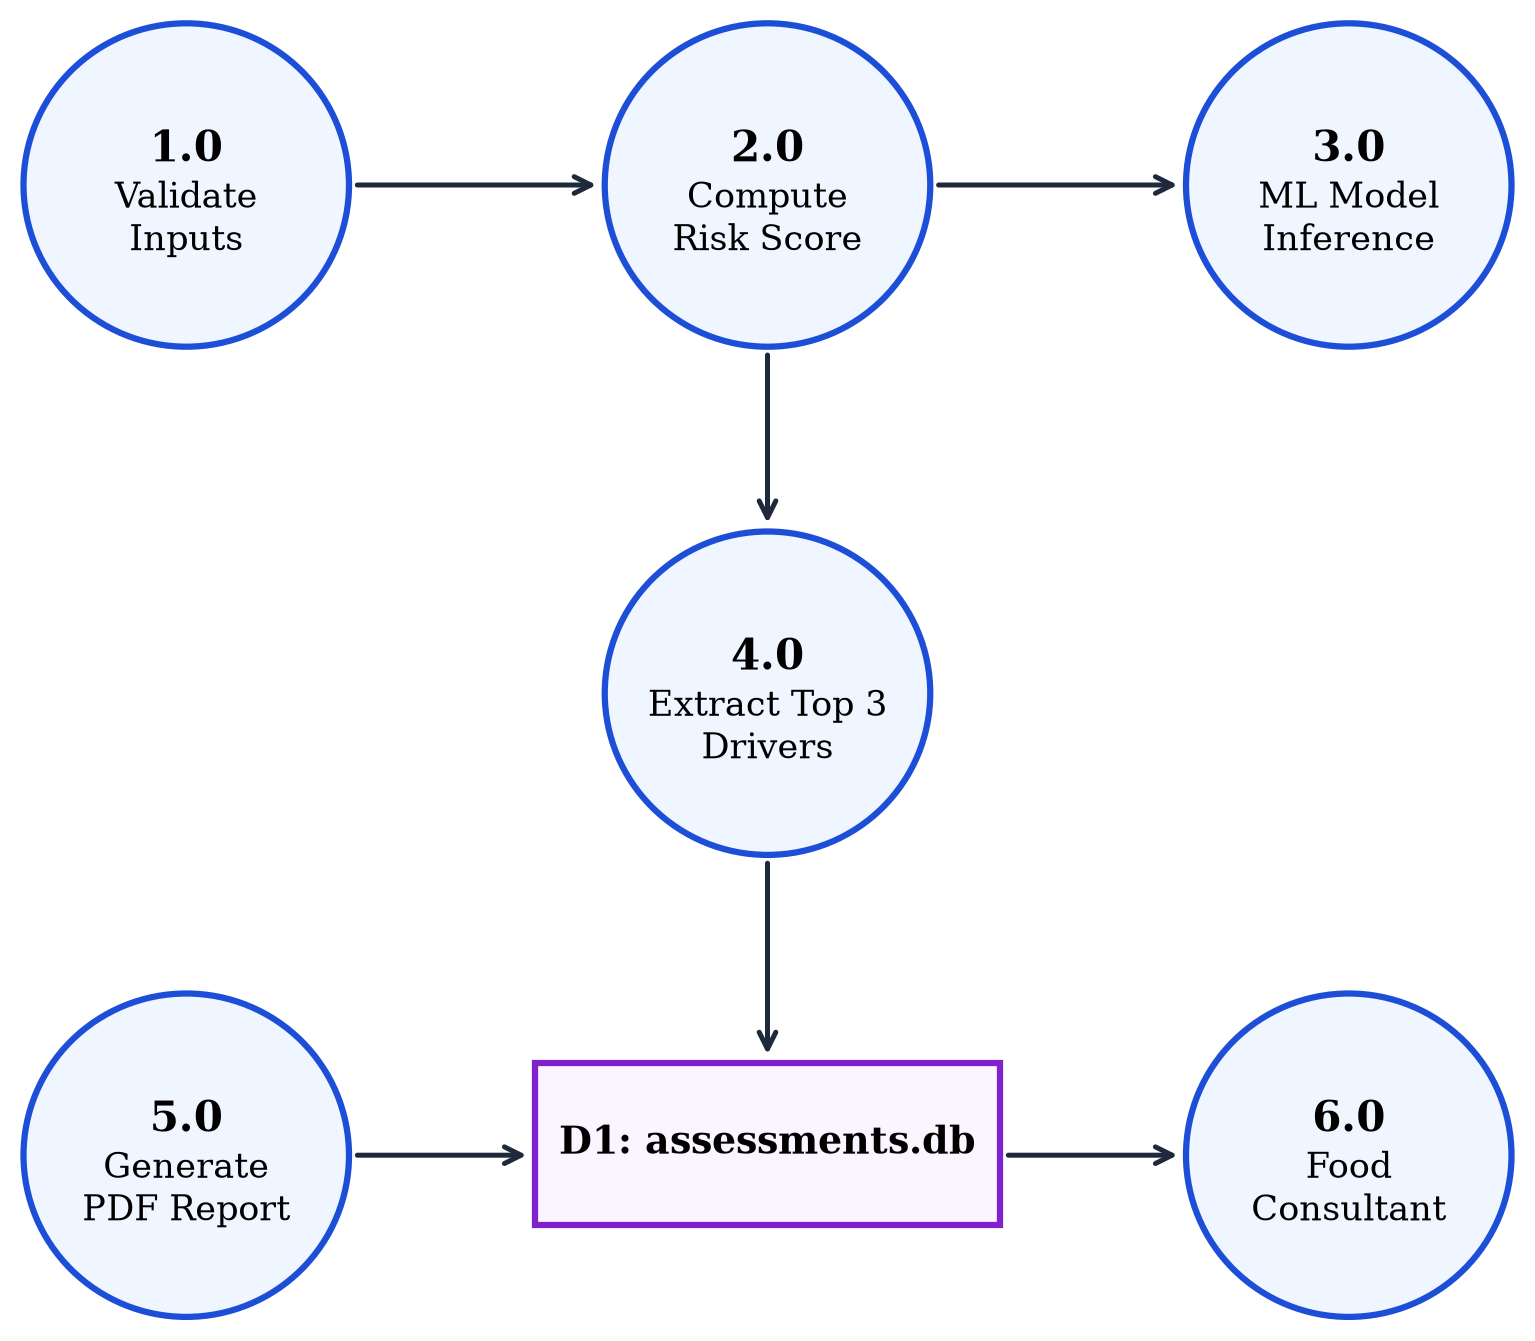 1.0
Validate
Inputs
2.0
Compute
Risk Score
3.0
ML Model
Inference
4.0
Extract Top 3
Drivers
5.0
Generate
PDF Report
D1: assessments.db
6.0
Food
Consultant